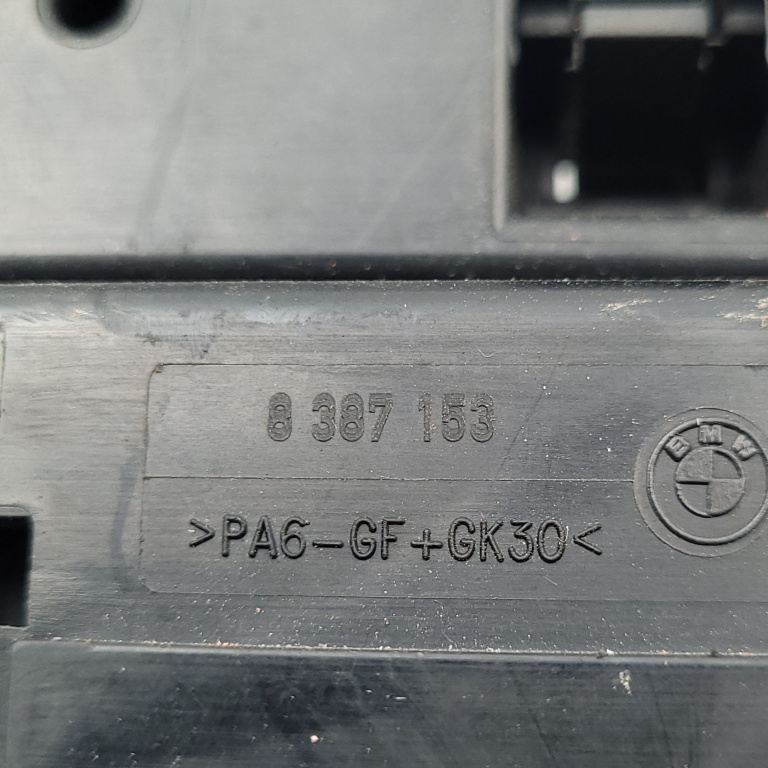 8 387 153
BMW
>PA6-GF+GK30<